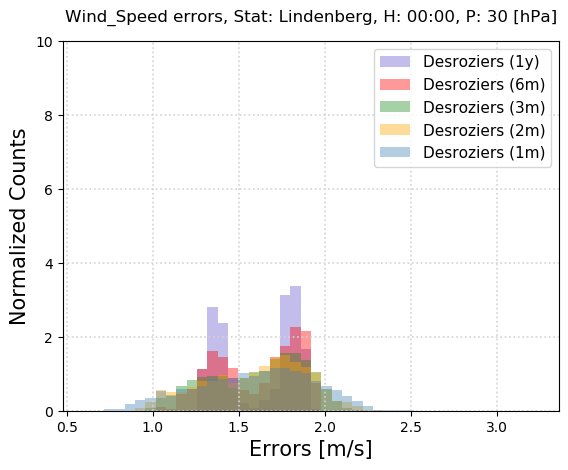 Wind_Speed errors, Stat: Lindenberg, H: 00:00, P: 30 [hPa]
10
8
6
4
2
0
Normalized Counts
Desroziers (1y)
Desroziers (6m)
Desroziers (3m)
Desroziers (2m)
Desroziers (1m)
0.5 1.0 1.5 2.0 2.5 3.0
Errors [m/s]